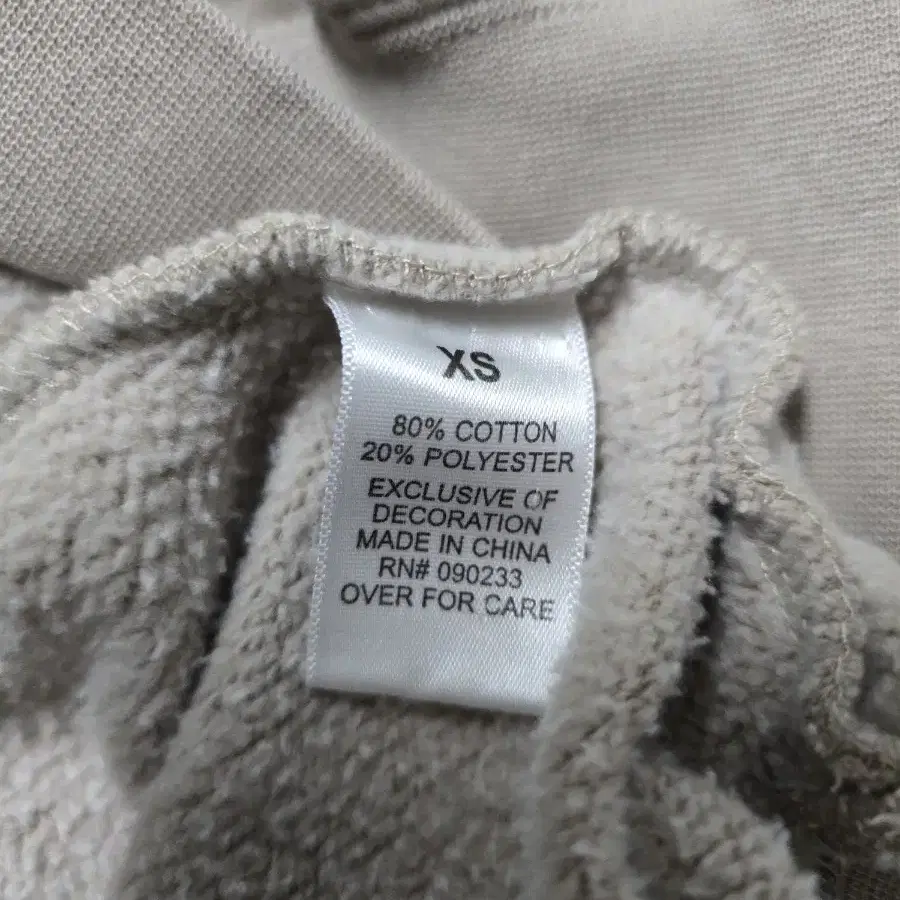 XS
80% COTTON
20% POLYESTER
EXCLUSIVE OF
DECORATION
MADE IN CHINA
RN# 090233
OVER FOR CARE